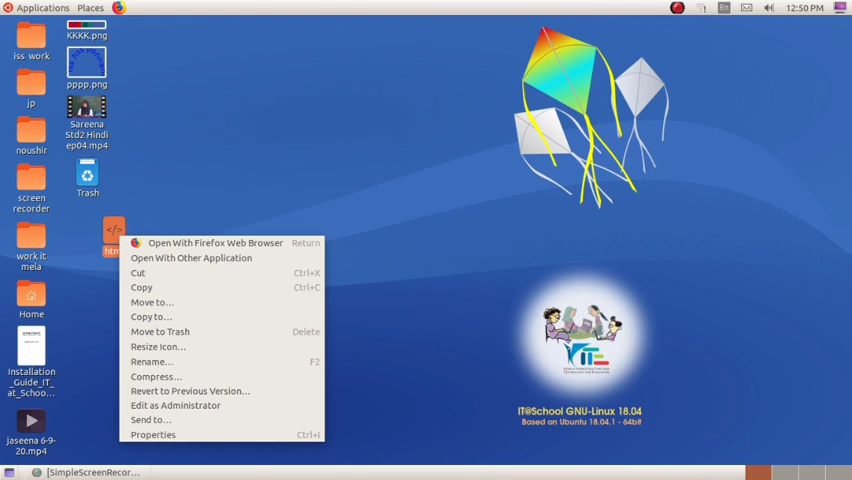 Applications Places
En 12:50 PM
KKKK.png
iss work
pppp.png
jp
Sareena
Std2 Hindi
ep04.mp4
noushir
Trash
screen
recorder
work it
mela
Home
Installation
_Guide_IT_
at_Schoo…
jaseena 6-9-
20.mp4
</>
Open With Firefox Web Browser Return
Open With Other Application
Cut Ctrl+X
Copy Ctrl+C
Move to…
Copy to…
Move to Trash Delete
Resize Icon…
Rename… F2
Compress…
Revert to Previous Version…
Edit as Administrator
Send to…
Properties Ctrl+I
IT@School GNU-Linux 18.04
Based on Ubuntu 18.04.1 - 64bit
[SimpleScreenRecor…